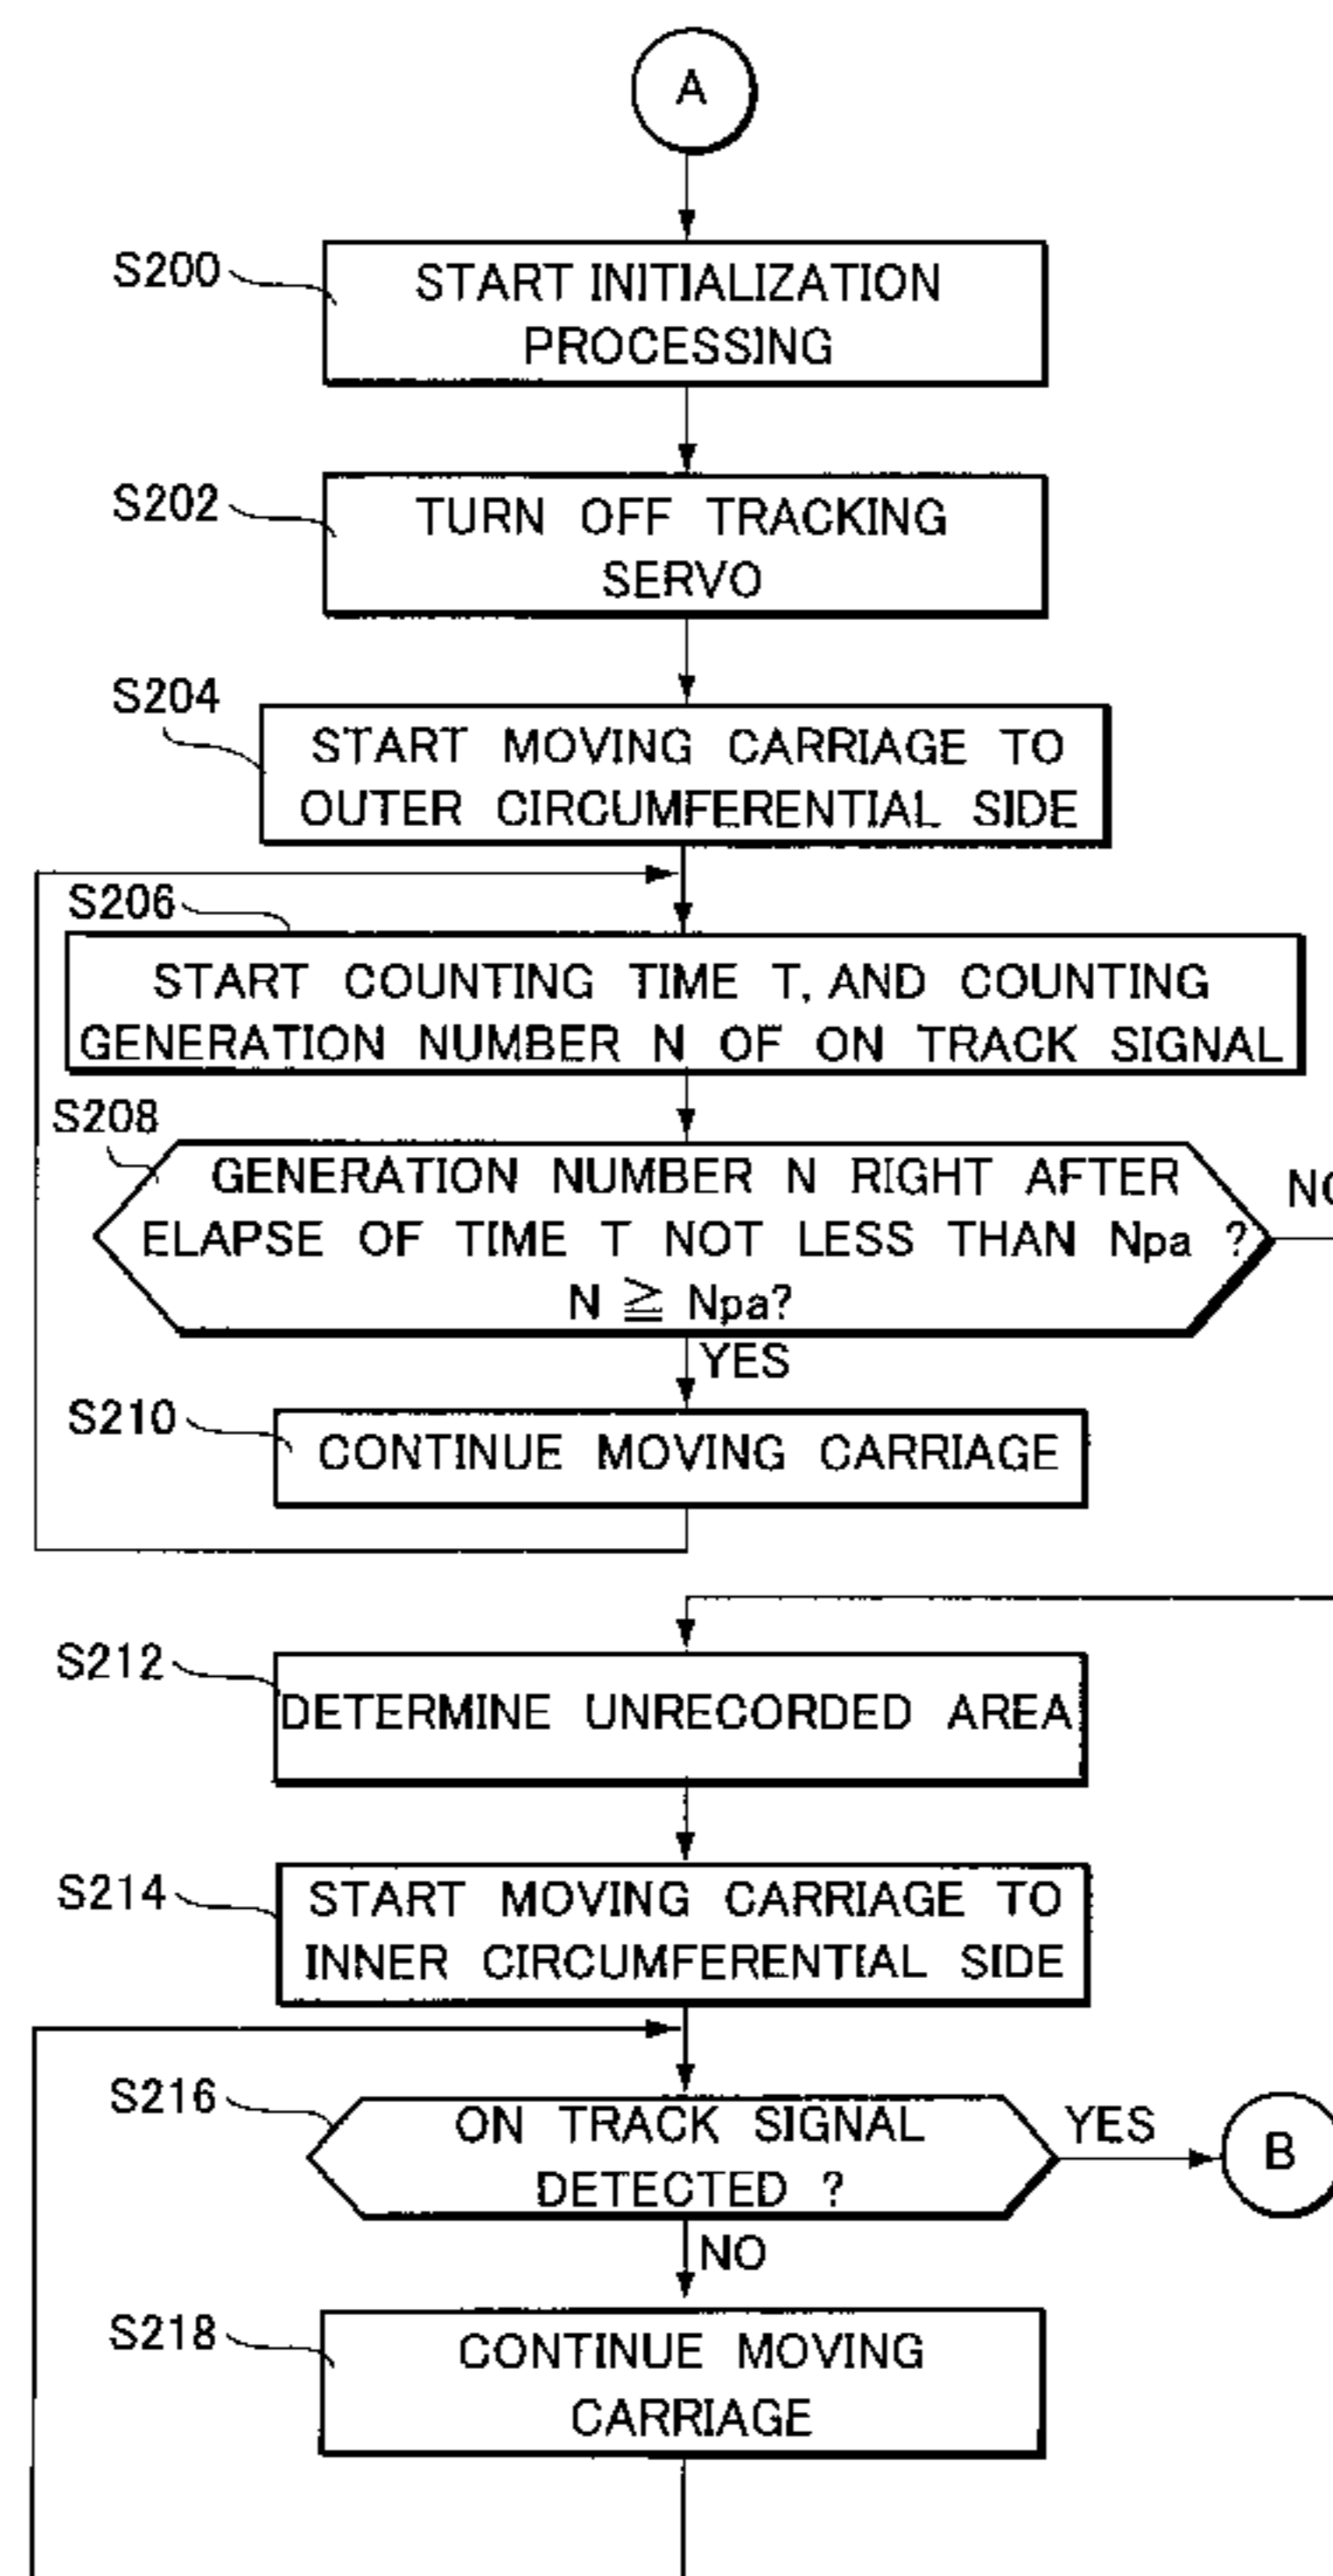 A
S200
START INITIALIZATION
PROCESSING
S202
TURN OFF TRACKING
SERVO
S204
START MOVING CARRIAGE TO
OUTER CIRCUMFERENTIAL SIDE
S206
START COUNTING TIME T, AND COUNTING
GENERATION NUMBER N OF ON TRACK SIGNAL
S208
GENERATION NUMBER N RIGHT AFTER
ELAPSE OF TIME T NOT LESS THAN Npa ?
N ≧ Npa?
NO
YES
S210
CONTINUE MOVING CARRIAGE
S212
DETERMINE UNRECORDED AREA
S214
START MOVING CARRIAGE TO
INNER CIRCUMFERENTIAL SIDE
S216
ON TRACK SIGNAL
DETECTED ?
YES
B
NO
S218
CONTINUE MOVING
CARRIAGE